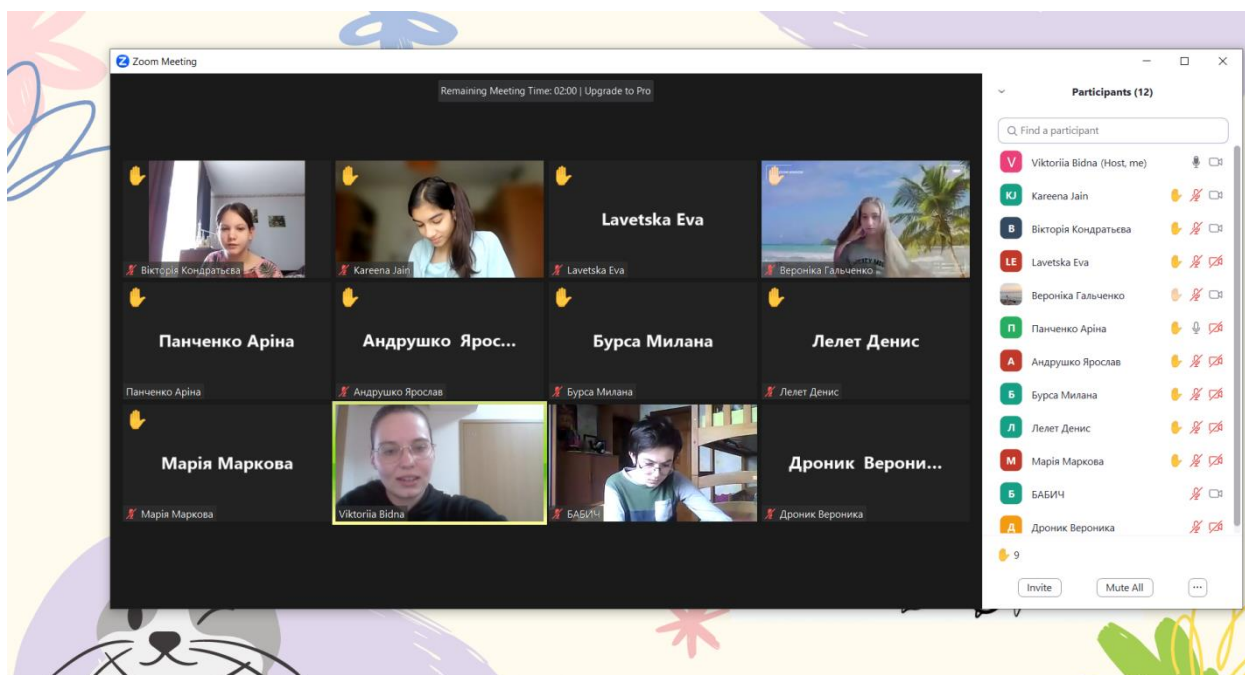 Zoom Meeting
Remaining Meeting Time: 02:00 | Upgrade to Pro
Вікторія Кондратьєва
Kareena Jain
Lavetska Eva
Lavetska Eva
Вероніка Гальченко
Панченко Аріна
Панченко Аріна
Андрушко Ярос...
Андрушко Ярослав
Бурса Милана
Бурса Милана
Лелет Денис
Лелет Денис
Марія Маркова
Марія Маркова
Viktoriia Bidna
БАБИЧ
Дроник Верони...
Дроник Вероника
Participants (12)
Find a participant
V Viktoriia Bidna (Host, me)
KJ Kareena Jain
В Вікторія Кондратьєва
LE Lavetska Eva
Вероніка Гальченко
П Панченко Аріна
А Андрушко Ярослав
Б Бурса Милана
Л Лелет Денис
М Марія Маркова
Б БАБИЧ
Д Дроник Вероника
9
Invite
Mute All